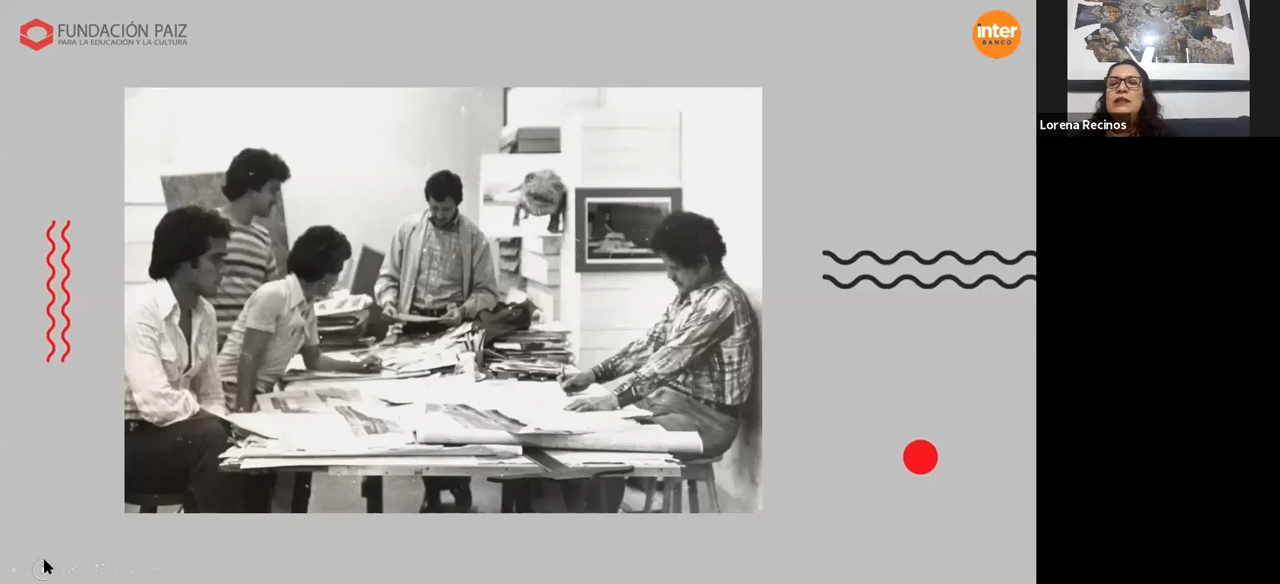 FUNDACIÓN PAIZ
PARA LA EDUCACIÓN Y LA CULTURA
inter
BANCO
Lorena Recinos